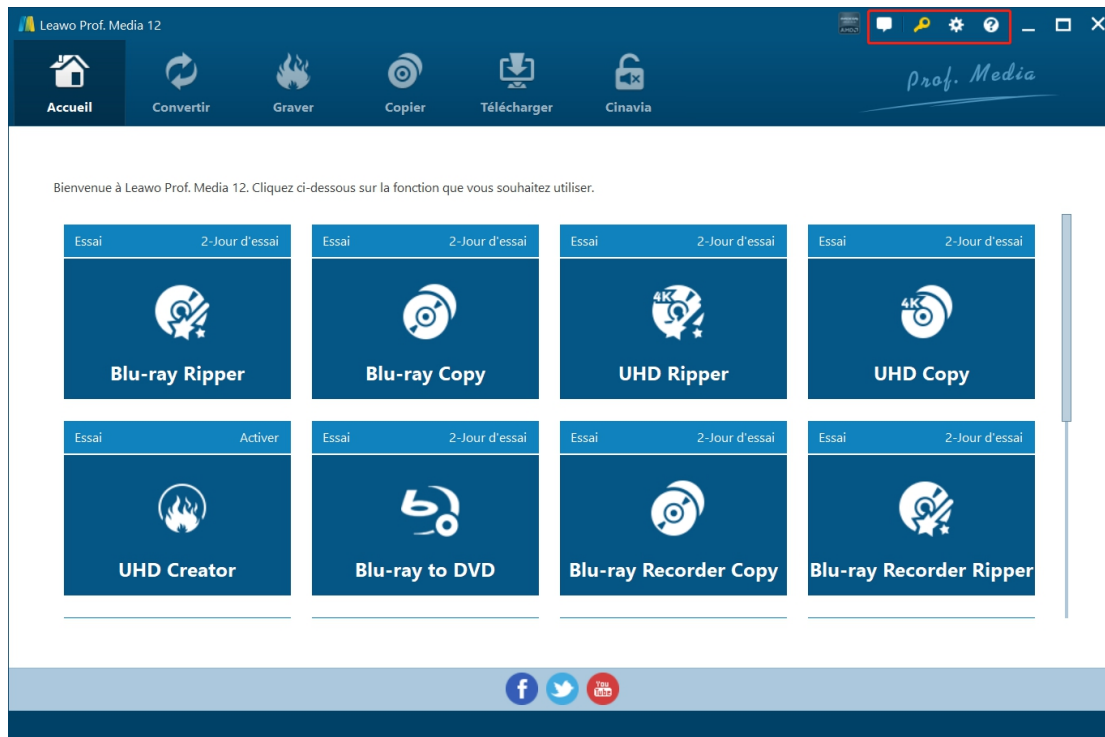 Leawo Prof. Media 12
Accueil
Convertir
Graver
Copier
Télécharger
Cinavia
Prof. Media
Bienvenue à Leawo Prof. Media 12. Cliquez ci-dessous sur la fonction que vous souhaitez utiliser.
Essai 2-Jour d'essai
Blu-ray Ripper
Essai 2-Jour d'essai
Blu-ray Copy
Essai 2-Jour d'essai
4K
UHD Ripper
Essai 2-Jour d'essai
4K
UHD Copy
Essai Activer
UHD Creator
Essai 2-Jour d'essai
Blu-ray to DVD
Essai 2-Jour d'essai
Blu-ray Recorder Copy
Essai 2-Jour d'essai
Blu-ray Recorder Ripper
You
Tube